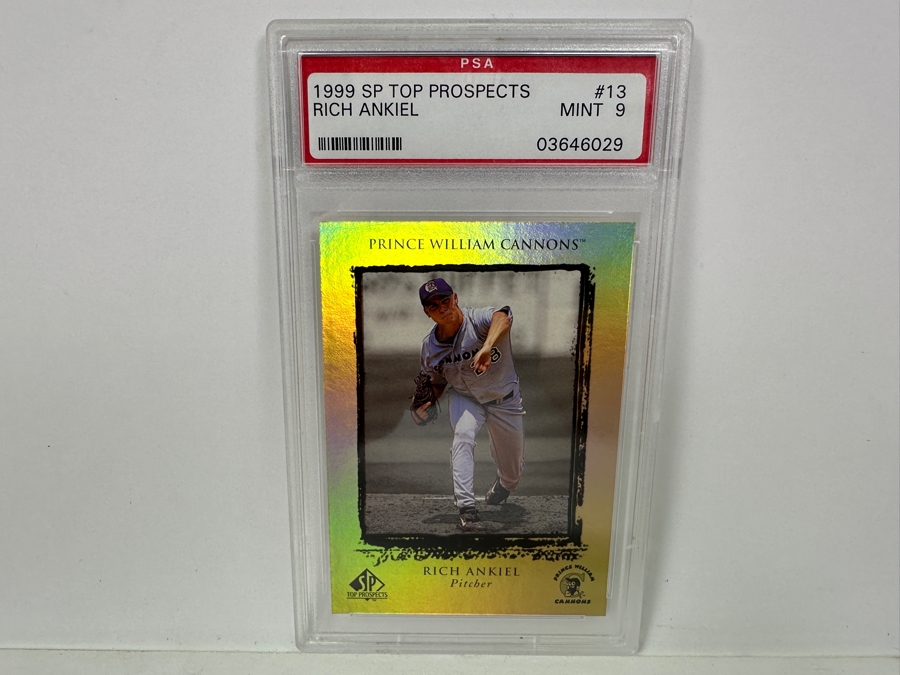 PSA
1999 SP TOP PROSPECTS #13
RICH ANKIEL MINT 9
03646029
PRINCE WILLIAM CANNONS™
RICH ANKIEL
Pitcher
SP
TOP PROSPECTS
PRINCE WILLIAM
CANNONS